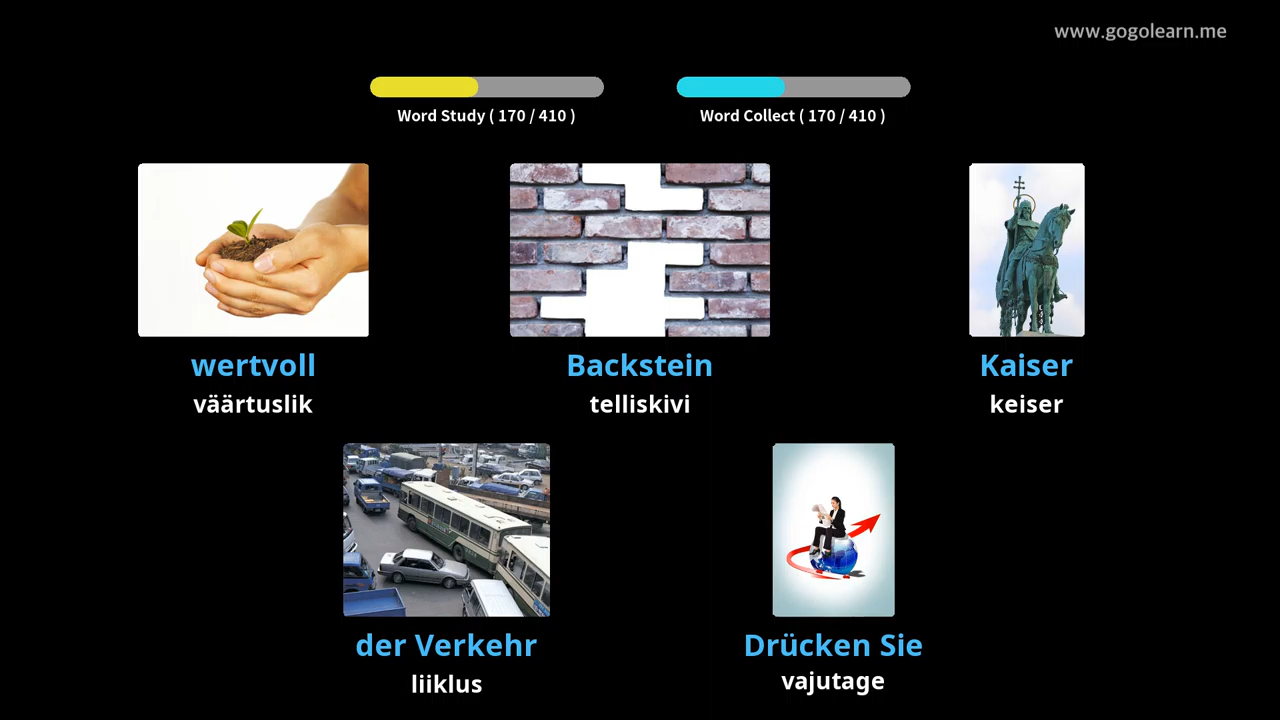 www.gogolearn.me
Word Study ( 170 / 410 )
Word Collect ( 170 / 410 )
wertvoll
väärtuslik
Backstein
telliskivi
Kaiser
keiser
der Verkehr
liiklus
Drücken Sie
vajutage